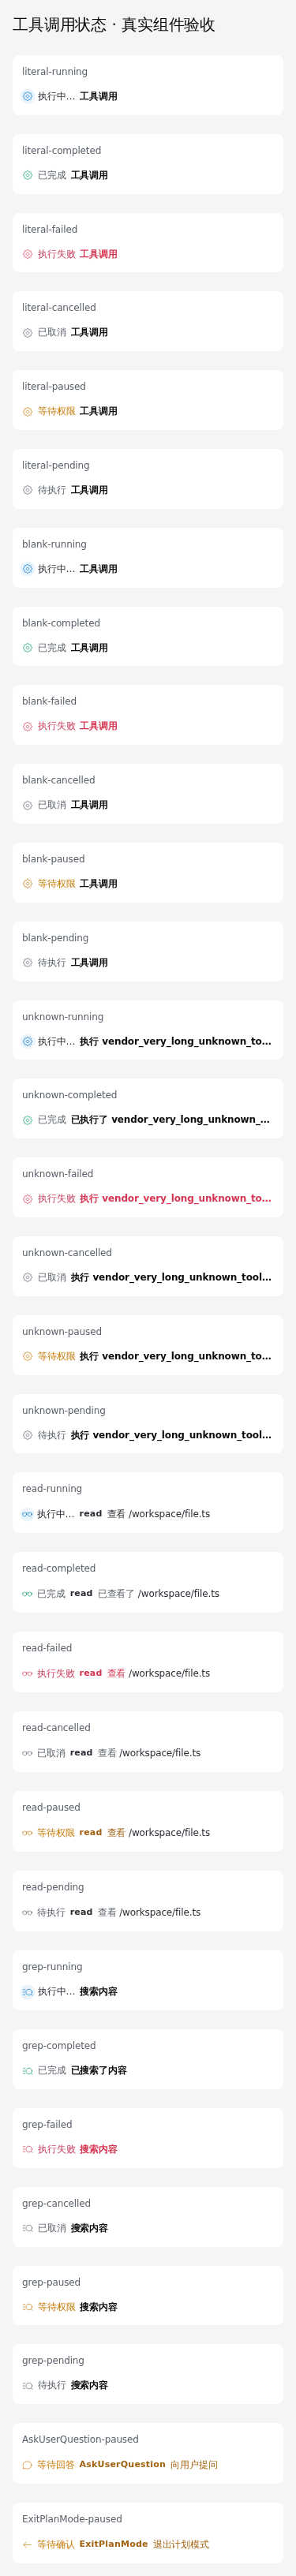 工具调用状态 · 真实组件验收
literal-running
执行中... 工具调用
literal-completed
已完成 工具调用
literal-failed
执行失败 工具调用
literal-cancelled
已取消 工具调用
literal-paused
等待权限 工具调用
literal-pending
待执行 工具调用
blank-running
执行中... 工具调用
blank-completed
已完成 工具调用
blank-failed
执行失败 工具调用
blank-cancelled
已取消 工具调用
blank-paused
等待权限 工具调用
blank-pending
待执行 工具调用
unknown-running
执行中... 执行 vendor_very_long_unknown_to...
unknown-completed
已完成 已执行了 vendor_very_long_unknown_...
unknown-failed
执行失败 执行 vendor_very_long_unknown_to...
unknown-cancelled
已取消 执行 vendor_very_long_unknown_tool...
unknown-paused
等待权限 执行 vendor_very_long_unknown_to...
unknown-pending
待执行 执行 vendor_very_long_unknown_tool...
read-running
执行中... read 查看 /workspace/file.ts
read-completed
已完成 read 已查看了 /workspace/file.ts
read-failed
执行失败 read 查看 /workspace/file.ts
read-cancelled
已取消 read 查看 /workspace/file.ts
read-paused
等待权限 read 查看 /workspace/file.ts
read-pending
待执行 read 查看 /workspace/file.ts
grep-running
执行中... 搜索内容
grep-completed
已完成 已搜索了内容
grep-failed
执行失败 搜索内容
grep-cancelled
已取消 搜索内容
grep-paused
等待权限 搜索内容
grep-pending
待执行 搜索内容
AskUserQuestion-paused
等待回答 AskUserQuestion 向用户提问
ExitPlanMode-paused
等待确认 ExitPlanMode 退出计划模式